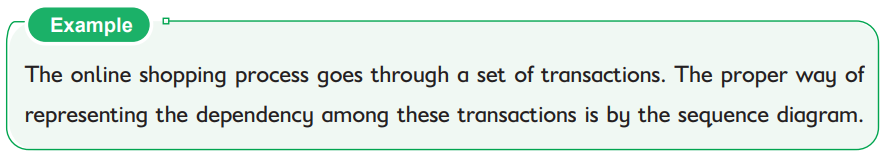 Example
The online shopping process goes through a set of transactions. The proper way of
representing the dependency among these transactions is by the sequence diagram.